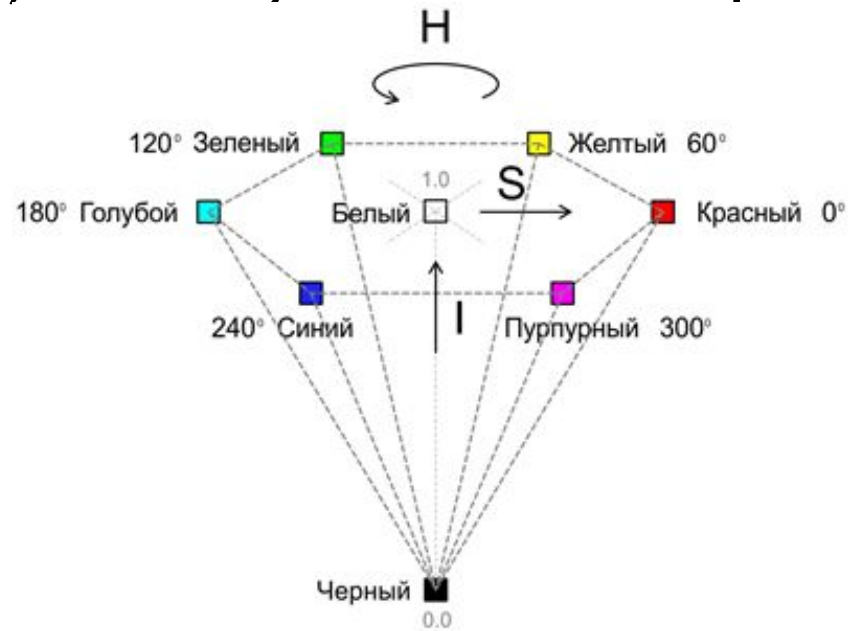 H
120° Зеленый
Желтый 60°
1.0
S
180° Голубой
Белый
Красный 0°
I
240° Синий
Пурпурный 300°
Черный
0.0